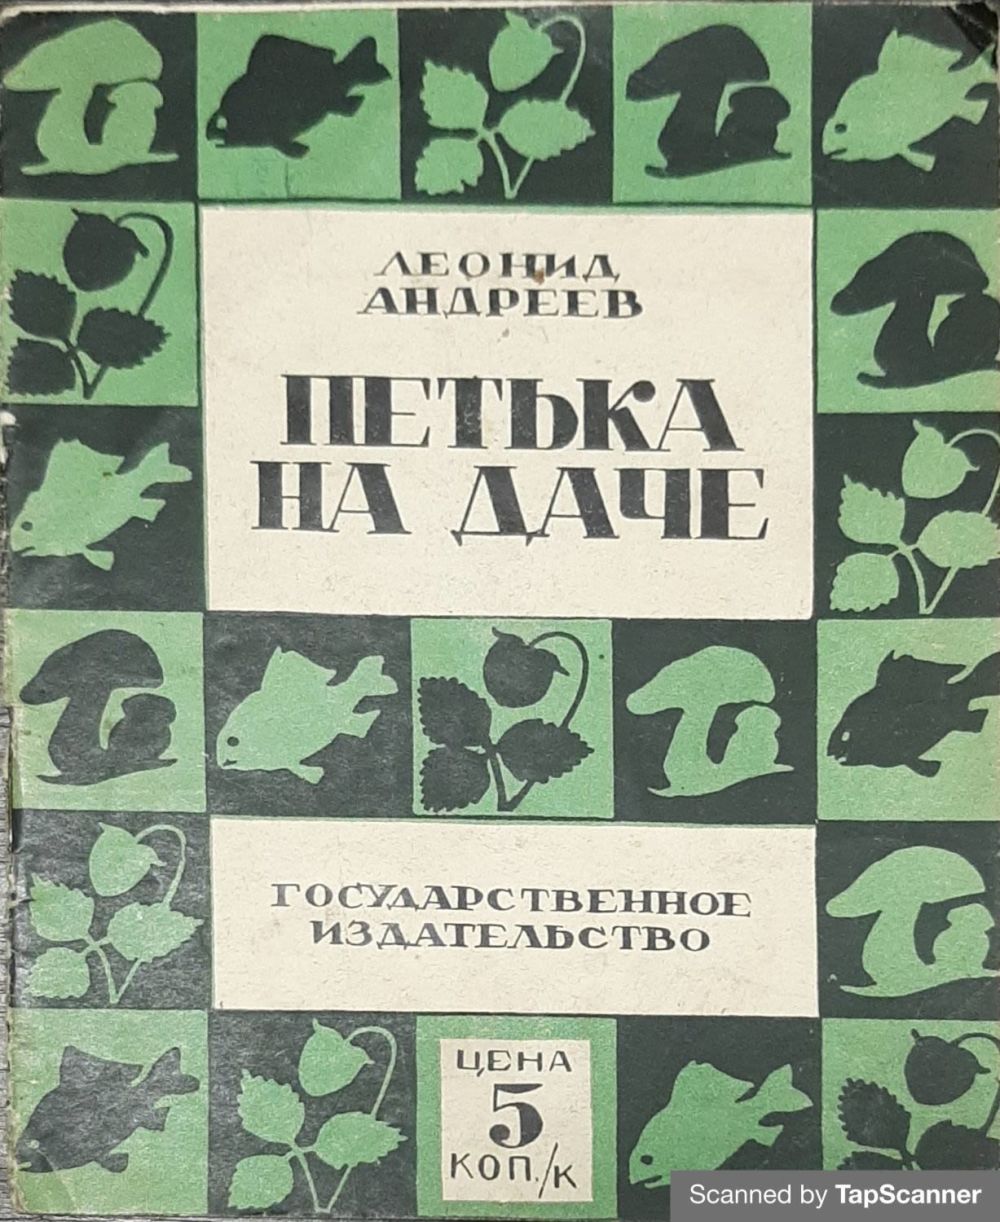 ЛЕОНИД
АНДРЕЕВ
ПЕТЬКА
НА ДАЧЕ
ГОСУДАРСТВЕННОЕ
ИЗДАТЕЛЬСТВО
ЦЕНА
5
КОП./К
Scanned by TapScanner